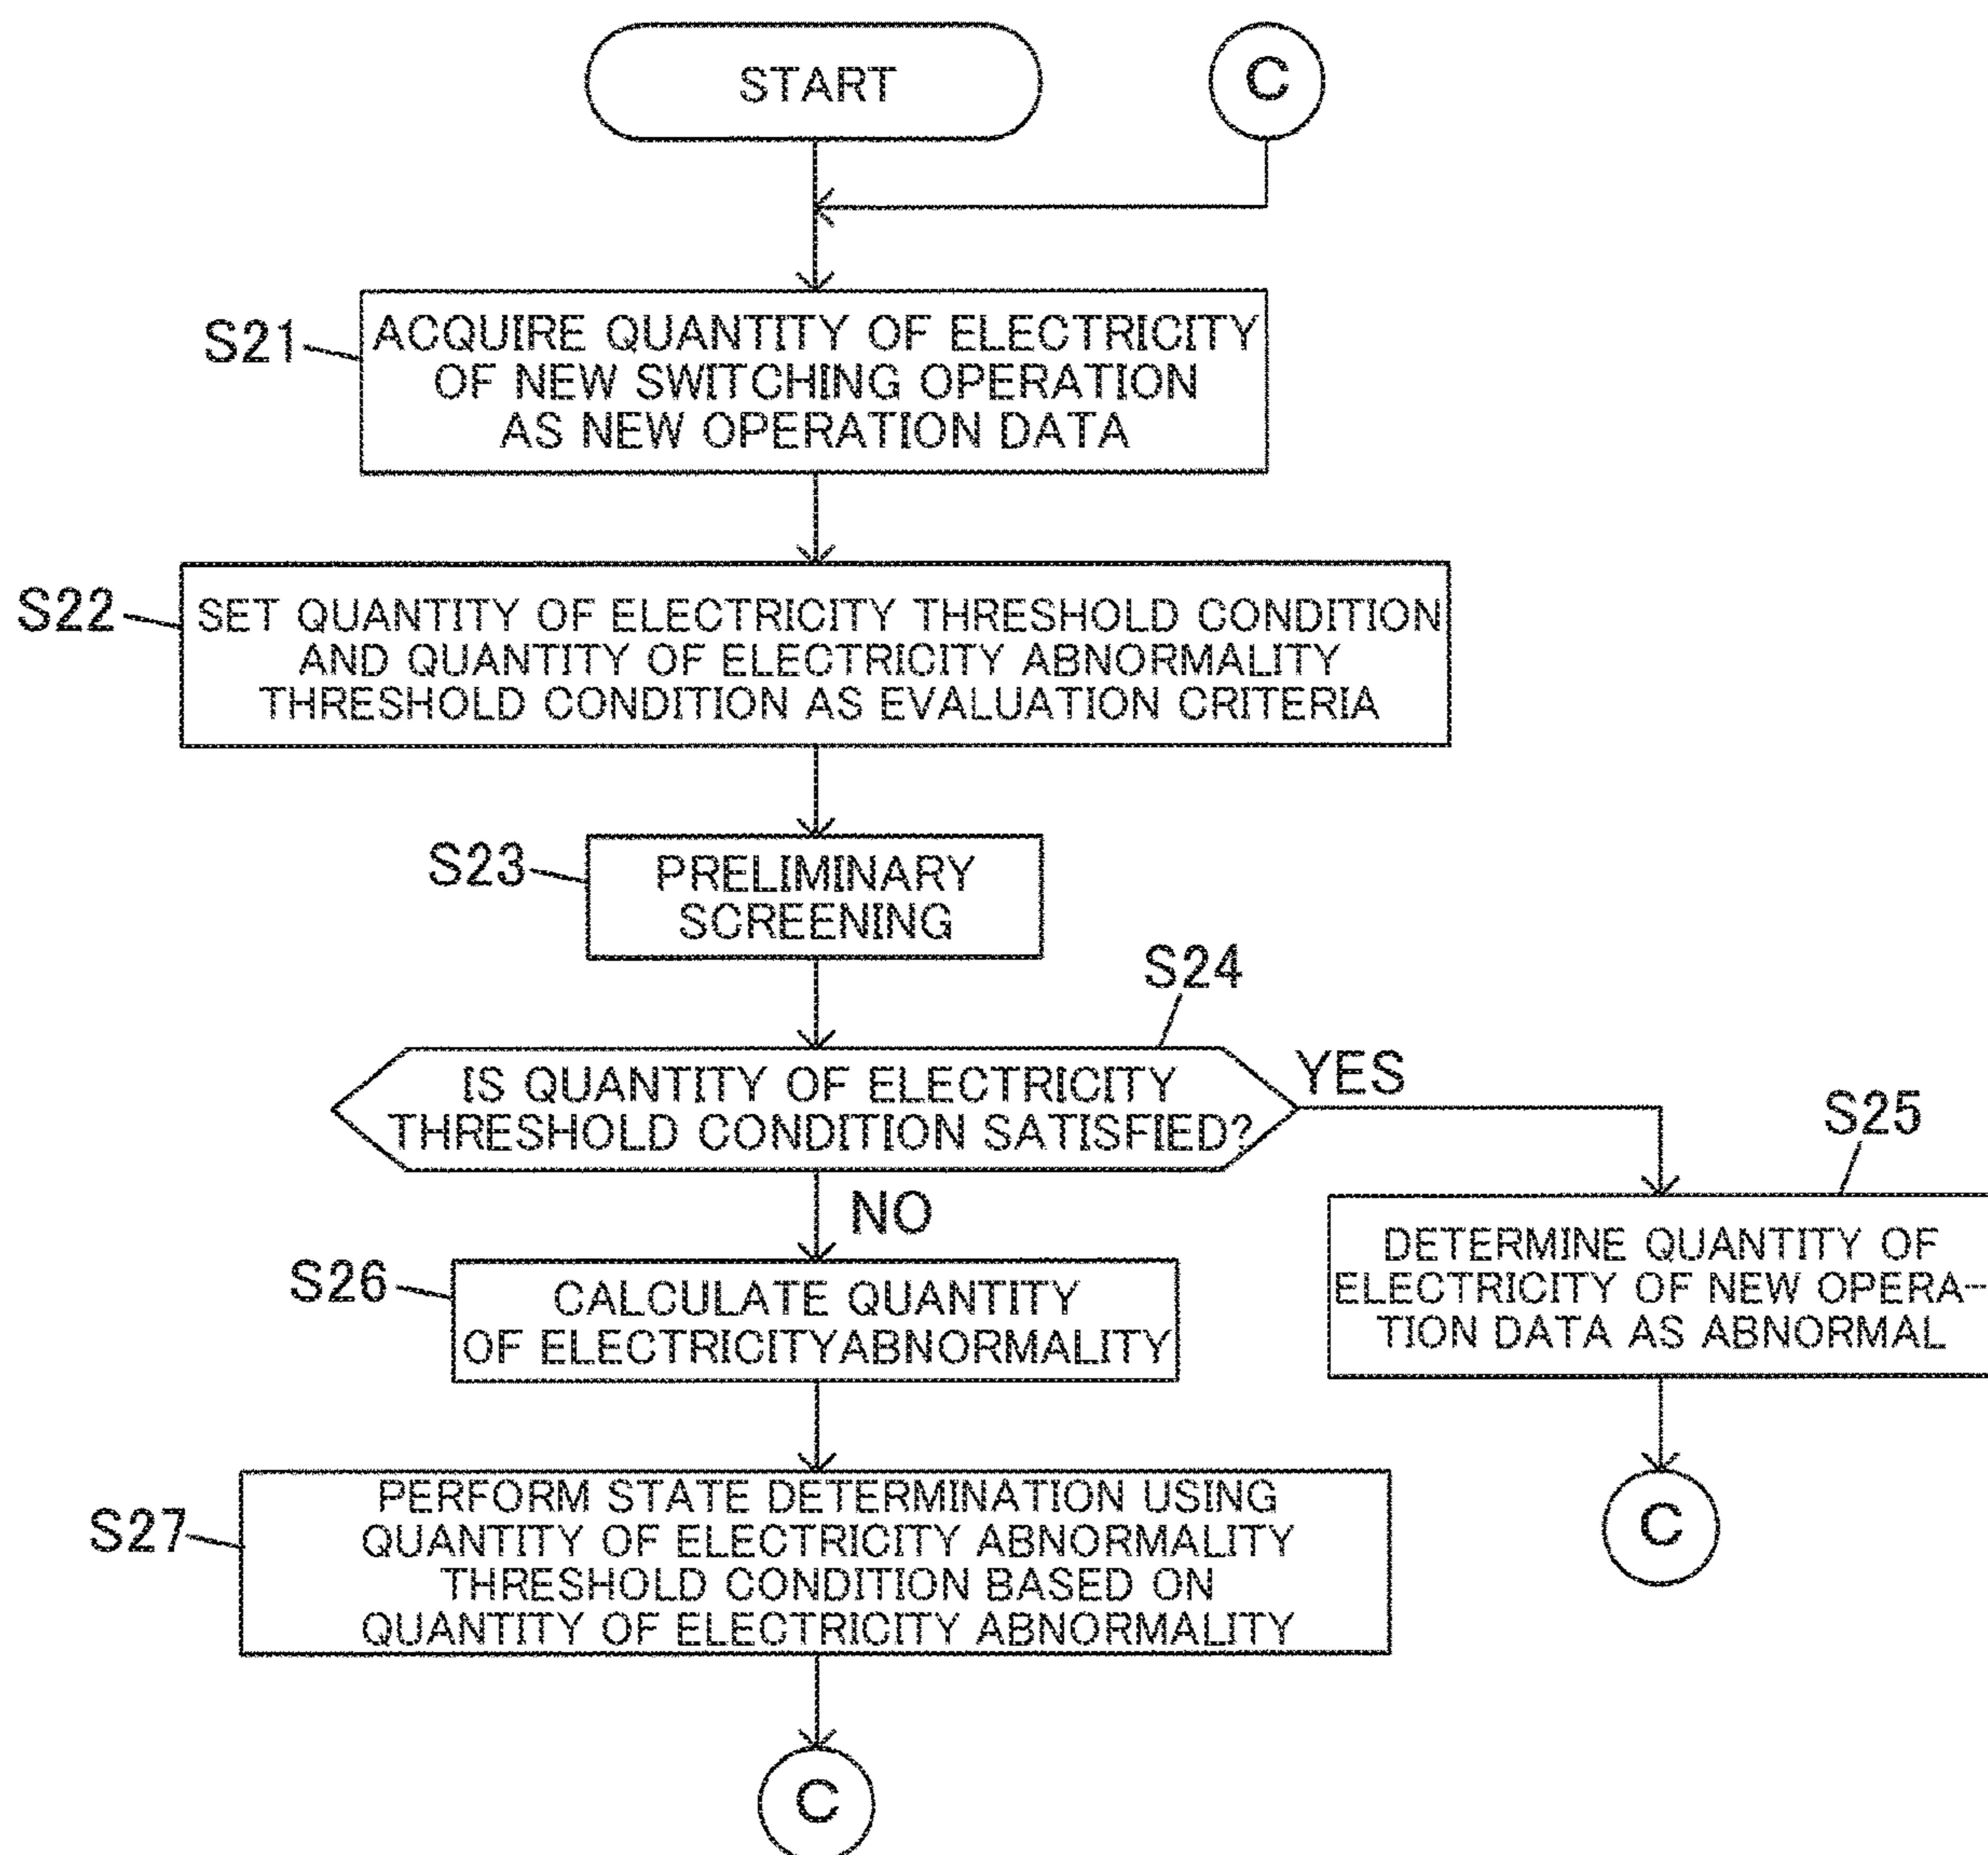 START
C
S21
ACQUIRE QUANTITY OF ELECTRICITY
OF NEW SWITCHING OPERATION
AS NEW OPERATION DATA
S22
SET QUANTITY OF ELECTRICITY THRESHOLD CONDITION
AND QUANTITY OF ELECTRICITY ABNORMALITY
THRESHOLD CONDITION AS EVALUATION CRITERIA
S23
PRELIMINARY
SCREENING
S24
IS QUANTITY OF ELECTRICITY
THRESHOLD CONDITION SATISFIED?
YES
NO
S25
DETERMINE QUANTITY OF
ELECTRICITY OF NEW OPERA-
TION DATA AS ABNORMAL
C
S26
CALCULATE QUANTITY
OF ELECTRICITY ABNORMALITY
S27
PERFORM STATE DETERMINATION USING
QUANTITY OF ELECTRICITY ABNORMALITY
THRESHOLD CONDITION BASED ON
QUANTITY OF ELECTRICITY ABNORMALITY
C